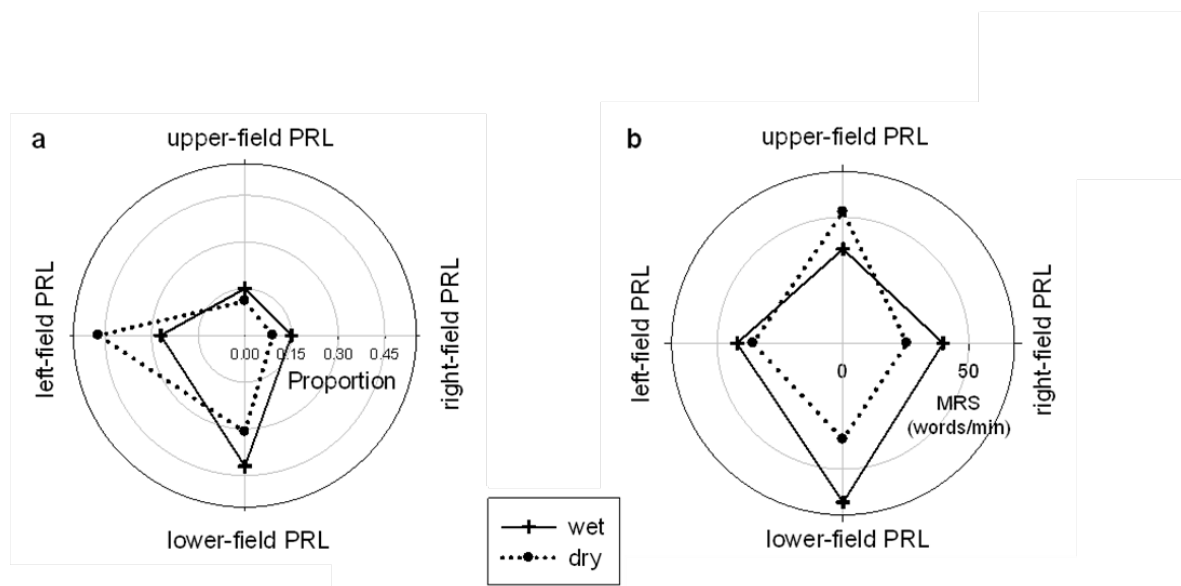 a
upper-field PRL
left-field PRL
right-field PRL
0.00 0.15 0.30 0.45
Proportion
lower-field PRL
b
upper-field PRL
left-field PRL
right-field PRL
0 50
MRS
(words/min)
lower-field PRL
wet
dry